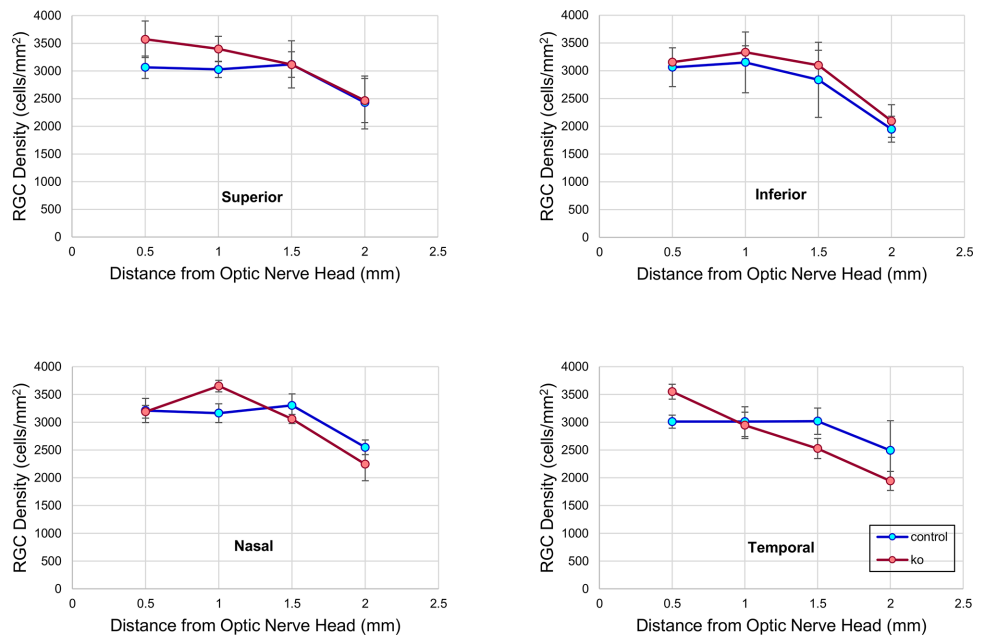 4000
3500
3000
2500
2000
1500
1000
500
0
RGC Density (cells/mm²)
Superior
0 0.5 1 1.5 2 2.5
Distance from Optic Nerve Head (mm)
4000
3500
3000
2500
2000
1500
1000
500
0
RGC Density (cells/mm²)
Inferior
0 0.5 1 1.5 2 2.5
Distance from Optic Nerve Head (mm)
4000
3500
3000
2500
2000
1500
1000
500
0
RGC Density (cells/mm²)
Nasal
0 0.5 1 1.5 2 2.5
Distance from Optic Nerve Head (mm)
4000
3500
3000
2500
2000
1500
1000
500
0
RGC Density (cells/mm²)
Temporal
control
ko
0 0.5 1 1.5 2 2.5
Distance from Optic Nerve Head (mm)